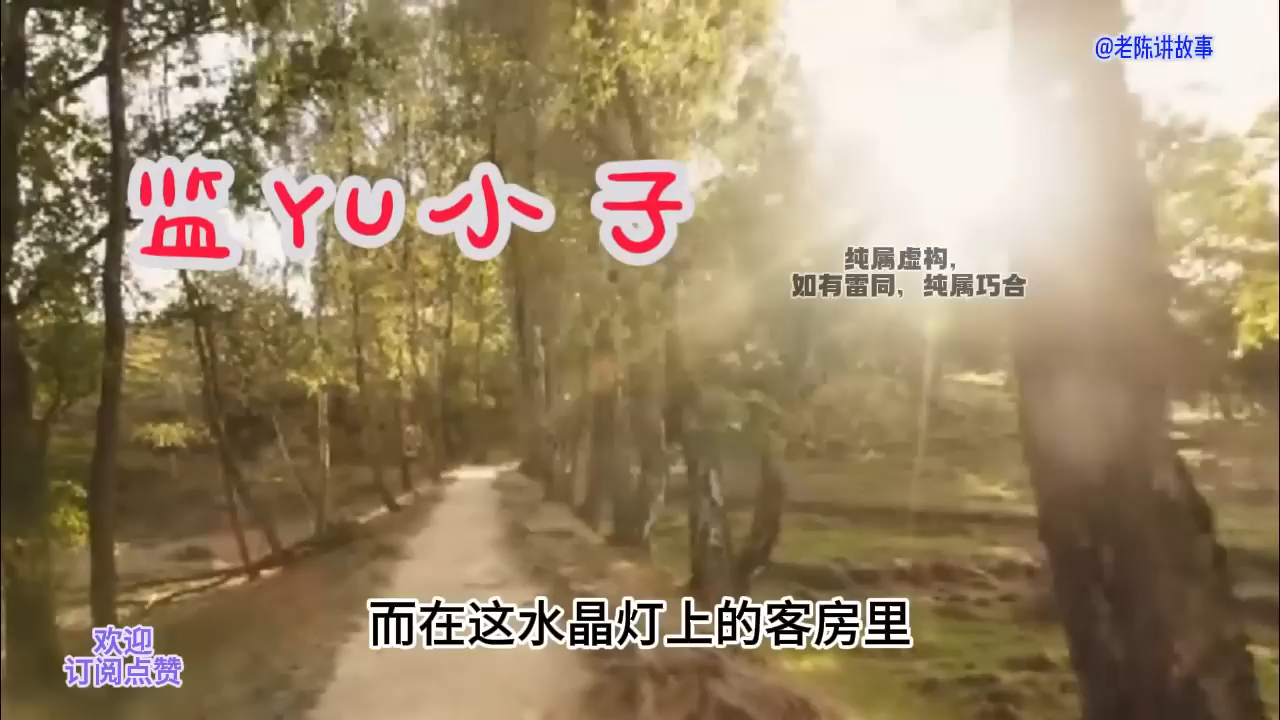 @老陈讲故事
监YU小子
纯属虚构,
如有雷同,纯属巧合
而在这水晶灯上的客房里
欢迎
订阅点赞